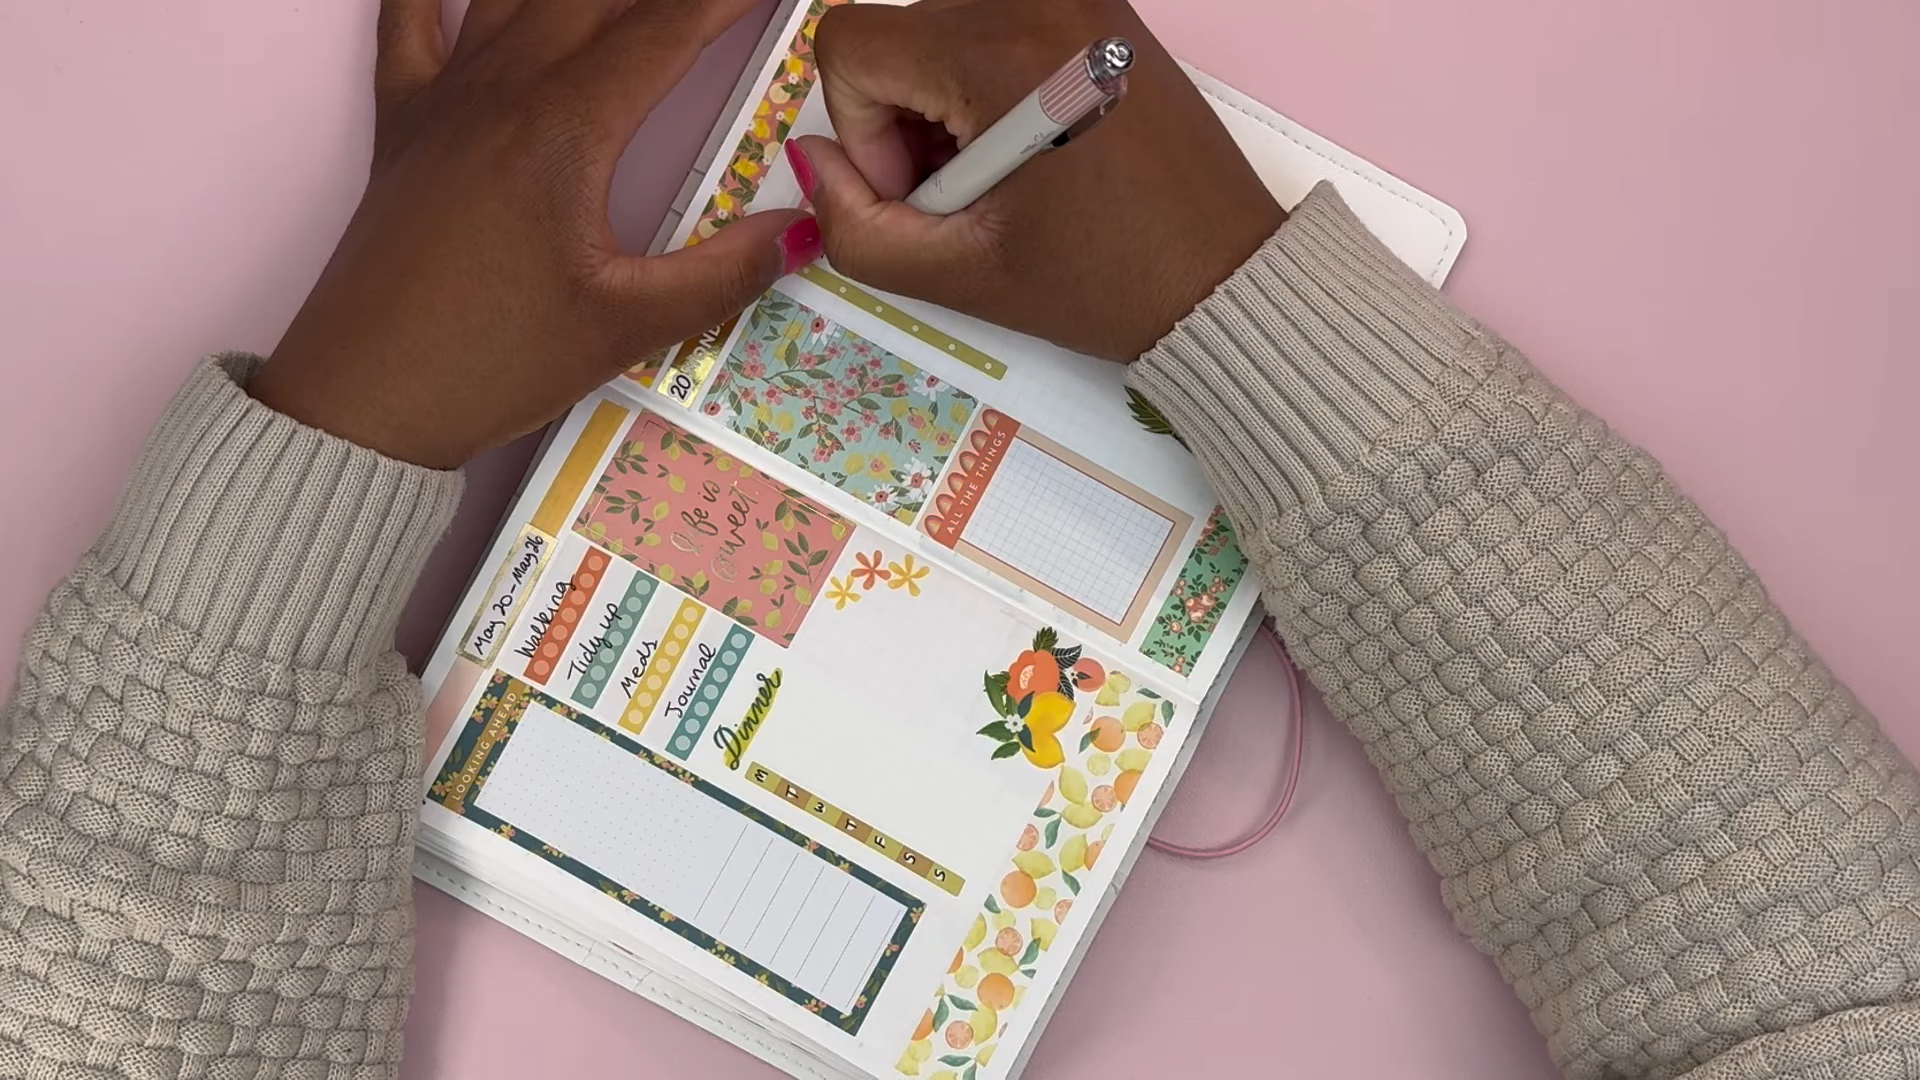 May 20 - May 26
Walking
Tidy up
Meds
Journal
Dinner
M
T
W
T
F
S
S
LOOKING AHEAD
life is
sweet
20
ALL THE THINGS